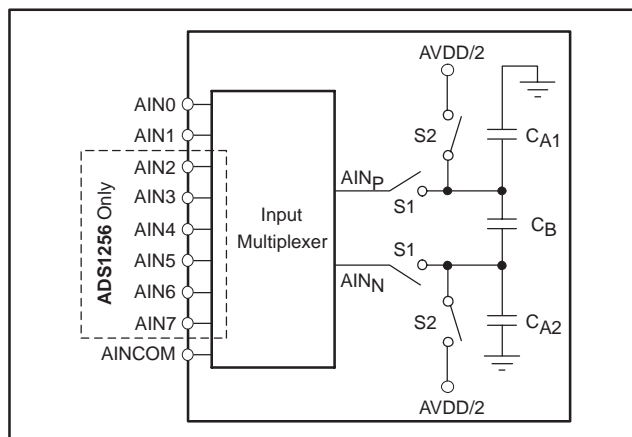 AVDD/2
AIN0
AIN1
AIN2
AIN3
AIN4
AIN5
AIN6
AIN7
AINCOM
ADS1256 Only
Input
Multiplexer
AINP
S1
S2
CA1
CB
S1
AINN
S2
CA2
AVDD/2